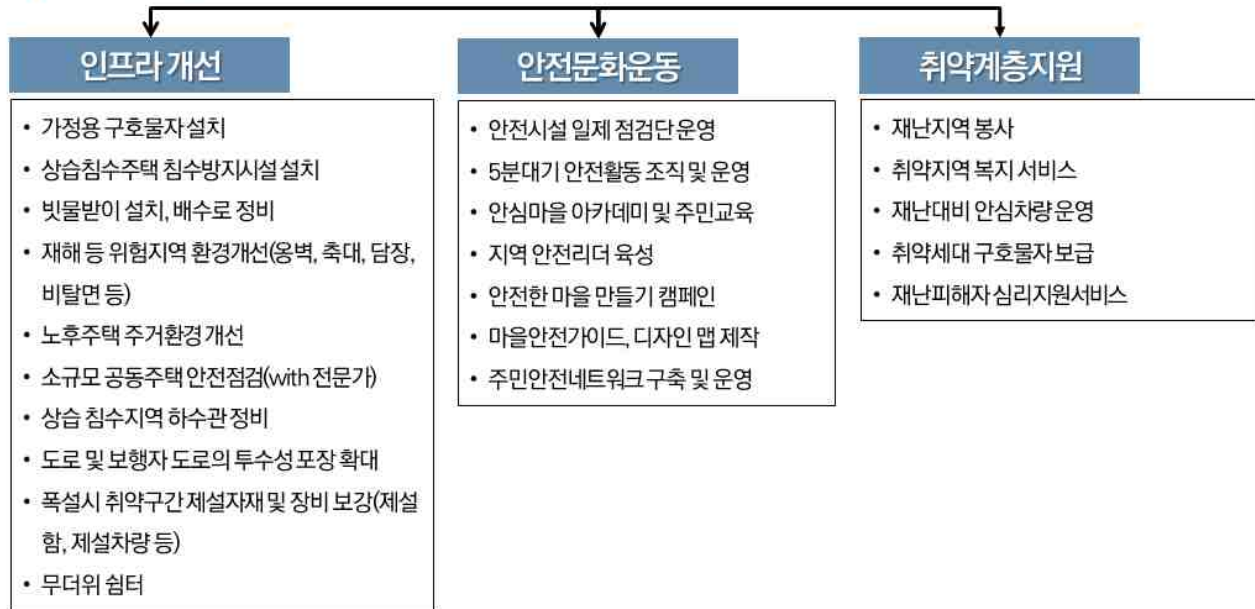 인프라 개선
• 가정용 구호물자 설치
• 상습침수주택 침수방지시설 설치
• 빗물받이 설치, 배수로 정비
• 재해 등 위험지역 환경개선(옹벽, 축대, 담장,
비탈면 등)
• 노후주택 주거환경 개선
• 소규모 공동주택 안전점검(with 전문가)
• 상습 침수지역 하수관 정비
• 도로 및 보행자 도로의 투수성 포장 확대
• 폭설시 취약구간 제설자재 및 장비 보강(제설
함, 제설차량 등)
• 무더위 쉼터
안전문화운동
• 안전시설 일제 점검단 운영
• 5분대기 안전활동 조직 및 운영
• 안심마을 아카데미 및 주민교육
• 지역 안전리더 육성
• 안전한 마을 만들기 캠페인
• 마을안전가이드, 디자인 맵 제작
• 주민안전네트워크 구축 및 운영
취약계층지원
• 재난지역 봉사
• 취약지역 복지 서비스
• 재난대비 안심차량 운영
• 취약세대 구호물자 보급
• 재난피해자 심리지원서비스